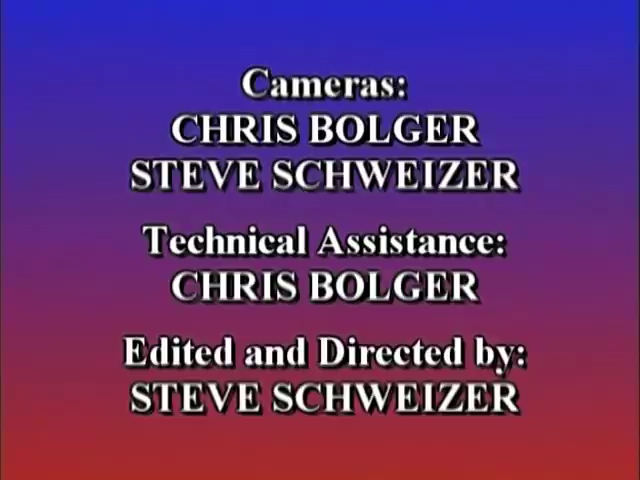 Cameras:
CHRIS BOLGER
STEVE SCHWEIZER
Technical Assistance:
CHRIS BOLGER
Edited and Directed by:
STEVE SCHWEIZER